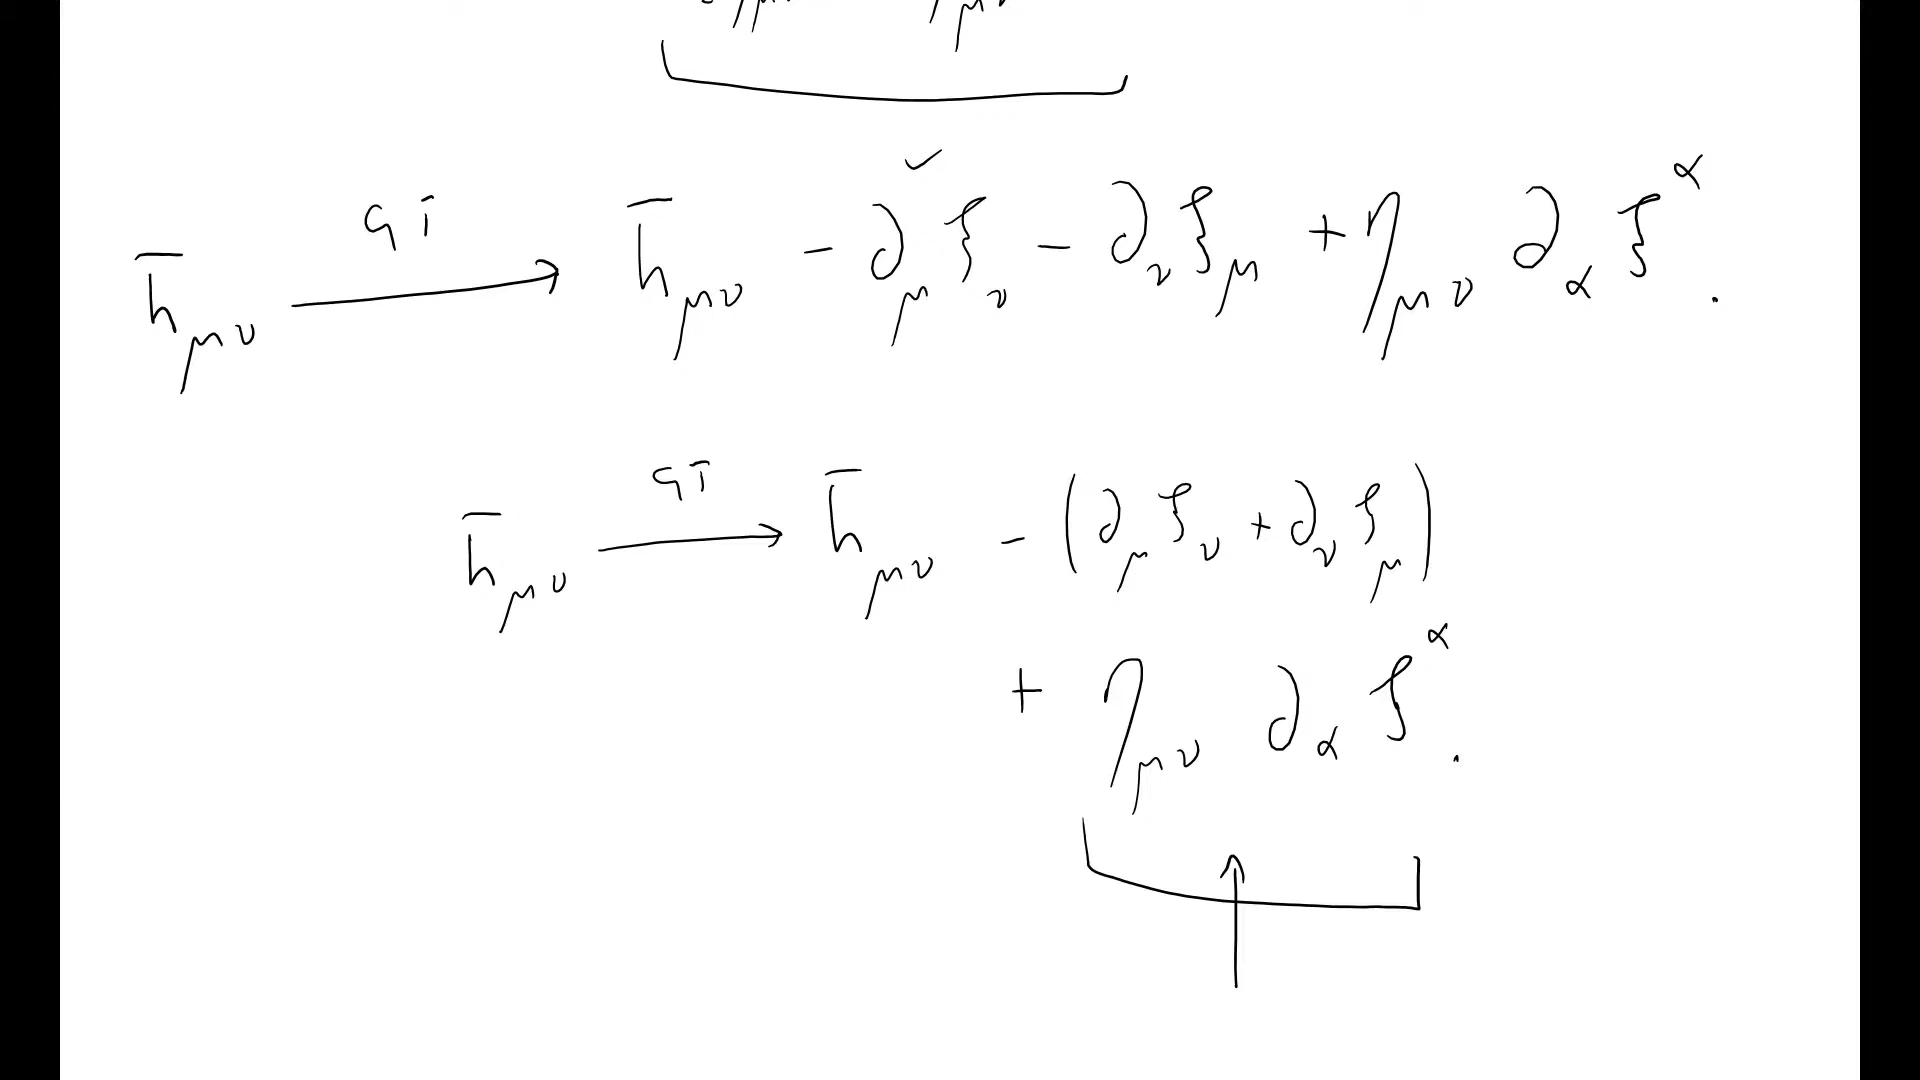 h̄_μν —GT→ h̄_μν − ∂_μ ξ_ν − ∂_ν ξ_μ + η_μν ∂_α ξ^α .
h̄_μν —GT→ h̄_μν − (∂_μ ξ_ν + ∂_ν ξ_μ)
+ η_μν ∂_α ξ^α .